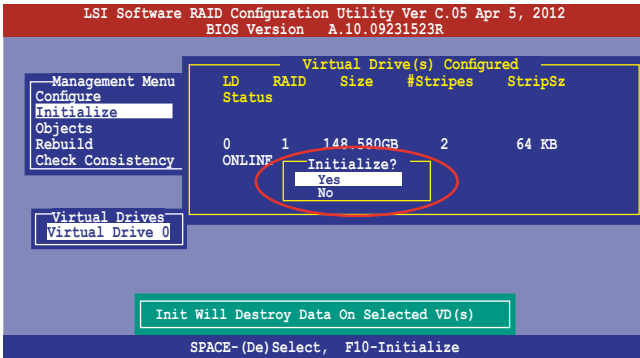 LSI Software RAID Configuration Utility Ver C.05 Apr 5, 2012
BIOS Version A.10.09231523R
Management Menu
Configure
Initialize
Objects
Rebuild
Check Consistency
Virtual Drive(s) Configured
LD RAID Size #Stripes StripSz
Status
0 1 148.580GB 2 64 KB
ONLINE
Initialize?
Yes
No
Virtual Drives
Virtual Drive 0
Init Will Destroy Data On Selected VD(s)
SPACE-(De)Select, F10-Initialize